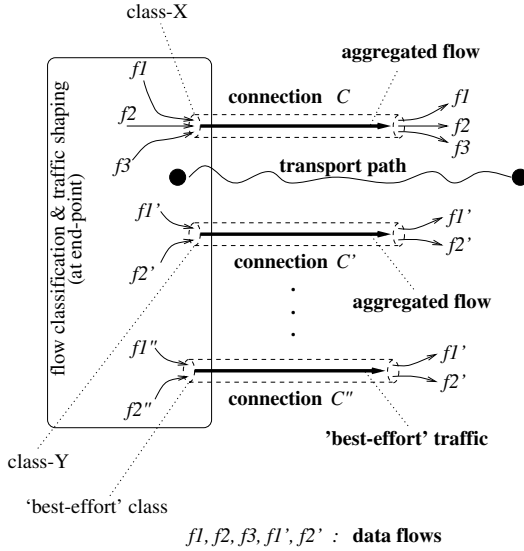 class-X
aggregated flow
f1
f2
f3
connection C
f1
f2
f3
transport path
flow classification & traffic shaping
(at end-point)
f1'
f2'
f1'
f2'
connection C'
aggregated flow
f1"
f2"
f1'
f2'
connection C"
'best-effort' traffic
class-Y
'best-effort' class
f1, f2, f3, f1', f2' : data flows